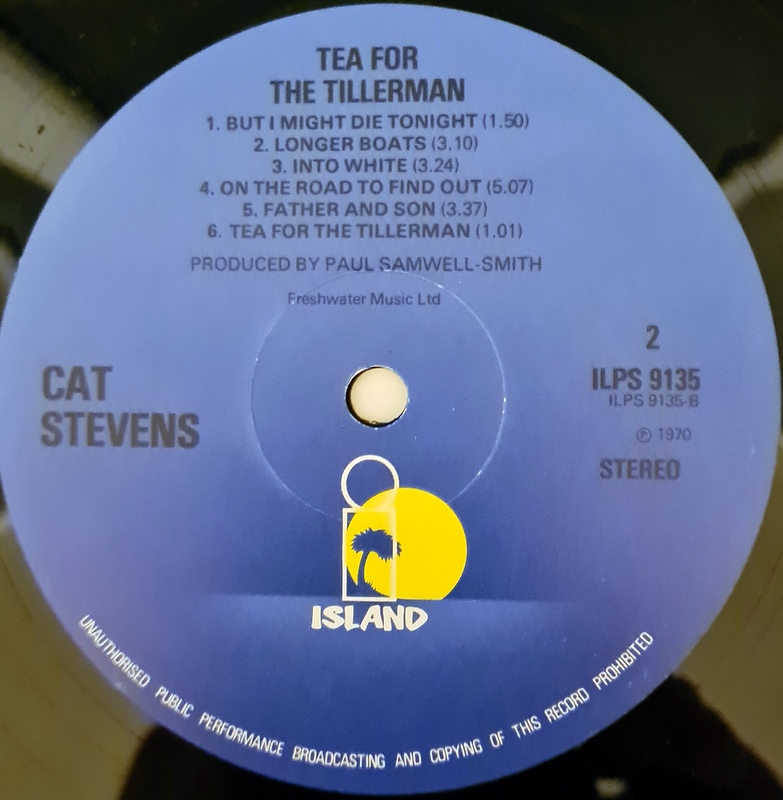 TEA FOR
THE TILLERMAN
1. BUT I MIGHT DIE TONIGHT (1.50)
2. LONGER BOATS (3.10)
3. INTO WHITE (3.24)
4. ON THE ROAD TO FIND OUT (5.07)
5. FATHER AND SON (3.37)
6. TEA FOR THE TILLERMAN (1.01)
PRODUCED BY PAUL SAMWELL-SMITH
Freshwater Music Ltd
CAT
STEVENS
2
ILPS 9135
ILPS 9135-B
℗ 1970
STEREO
ISLAND
UNAUTHORISED PUBLIC PERFORMANCE BROADCASTING AND COPYING OF THIS RECORD PROHIBITED